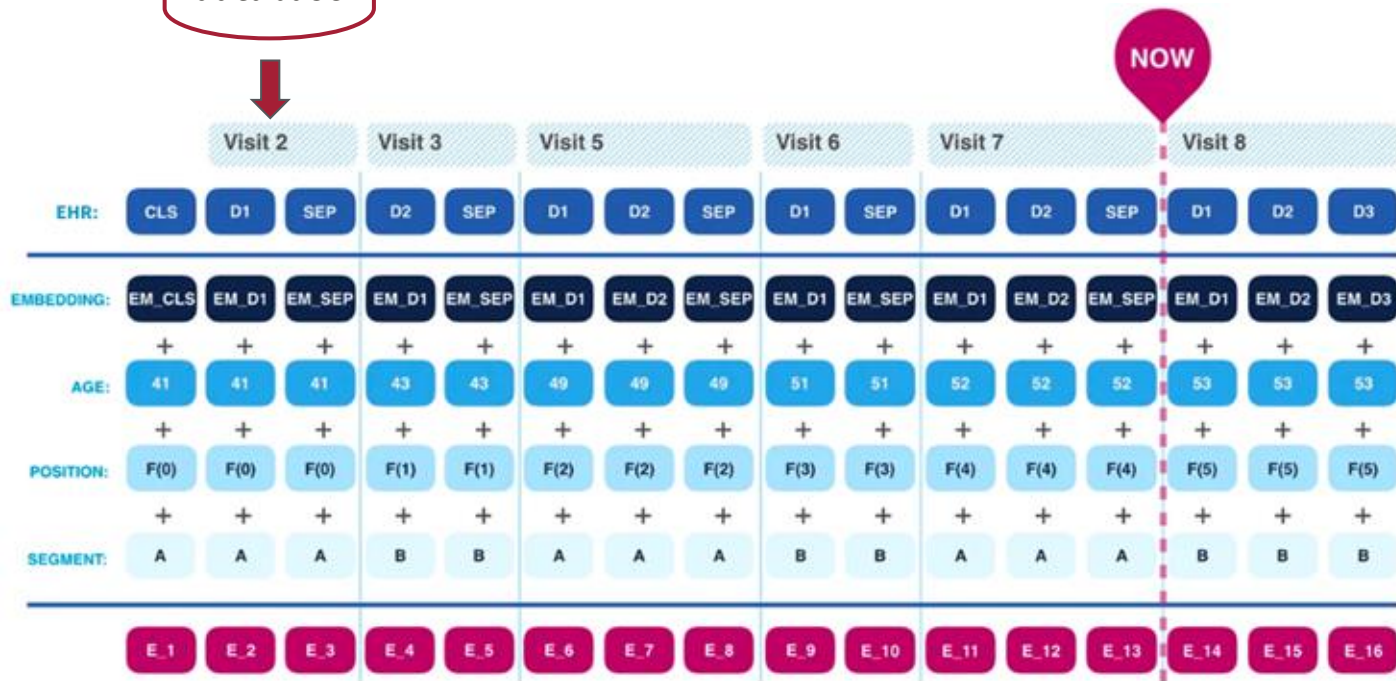 NOW
Visit 2 Visit 3 Visit 5 Visit 6 Visit 7 Visit 8
EHR: CLS D1 SEP D2 SEP D1 D2 SEP D1 SEP D1 D2 SEP D1 D2 D3
EMBEDDING: EM_CLS EM_D1 EM_SEP EM_D1 EM_SEP EM_D1 EM_D2 EM_SEP EM_D1 EM_SEP EM_D1 EM_D2 EM_SEP EM_D1 EM_D2 EM_D3
+ + + + + + + + + + + + + + + +
AGE: 41 41 41 43 43 49 49 49 51 51 52 52 52 53 53 53
+ + + + + + + + + + + + + + + +
POSITION: F(0) F(0) F(0) F(1) F(1) F(2) F(2) F(2) F(3) F(3) F(4) F(4) F(4) F(5) F(5) F(5)
+ + + + + + + + + + + + + + + +
SEGMENT: A A A B B A A A B B A A A B B B
E_1 E_2 E_3 E_4 E_5 E_6 E_7 E_8 E_9 E_10 E_11 E_12 E_13 E_14 E_15 E_16